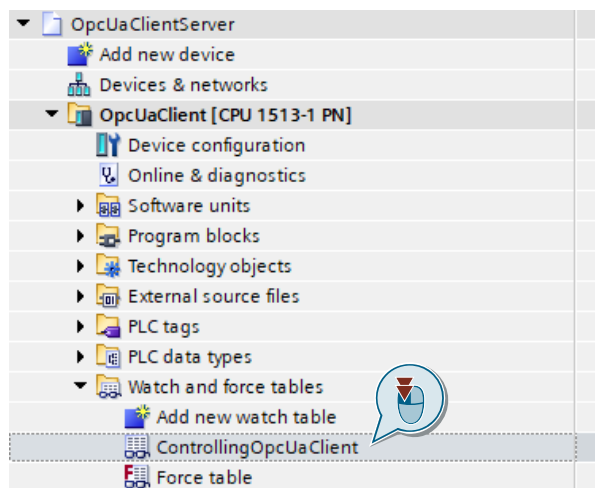 OpcUaClientServer
Add new device
Devices & networks
OpcUaClient [CPU 1513-1 PN]
Device configuration
Online & diagnostics
Software units
Program blocks
Technology objects
External source files
PLC tags
PLC data types
Watch and force tables
Add new watch table
ControllingOpcUaClient
Force table